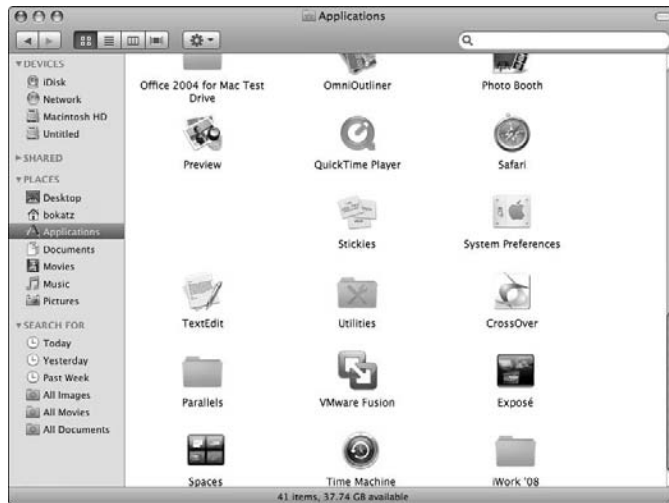 Applications
DEVICES
iDisk
Network
Macintosh HD
Untitled
SHARED
PLACES
Desktop
bokatz
Applications
Documents
Movies
Music
Pictures
SEARCH FOR
Today
Yesterday
Past Week
All Images
All Movies
All Documents
Office 2004 for Mac Test
Drive
OmniOutliner
Photo Booth
Preview
QuickTime Player
Safari
Stickies
System Preferences
TextEdit
Utilities
CrossOver
Parallels
VMware Fusion
Exposé
Spaces
Time Machine
iWork '08
41 items, 37.74 GB available